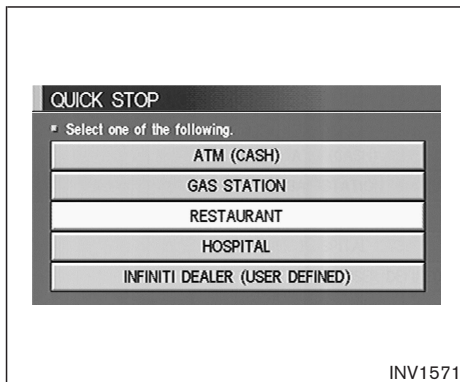 QUICK STOP
Select one of the following.
ATM (CASH)
GAS STATION
RESTAURANT
HOSPITAL
INFINITI DEALER (USER DEFINED)
INV1571